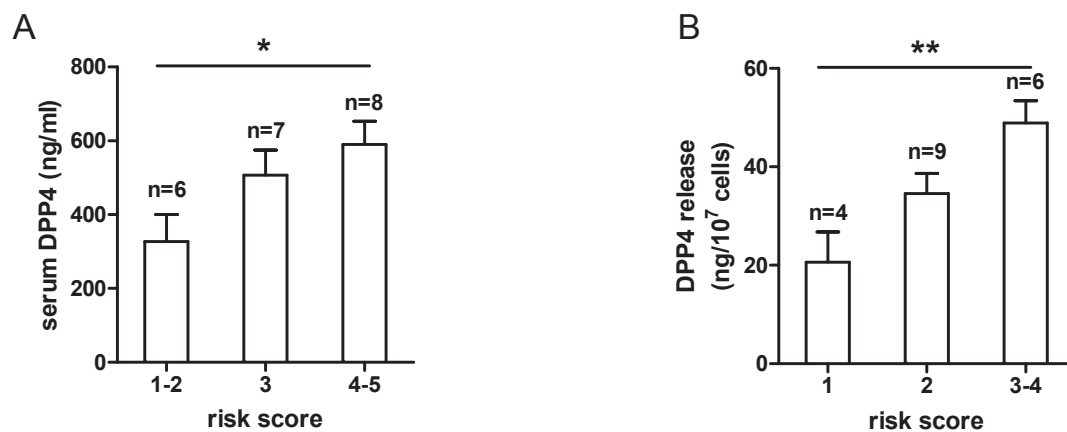 A
*
serum DPP4 (ng/ml)
800
600
400
200
0
n=6
n=7
n=8
1-2
3
4-5
risk score
B
**
DPP4 release
(ng/10⁷ cells)
60
40
20
0
n=4
n=9
n=6
1
2
3-4
risk score